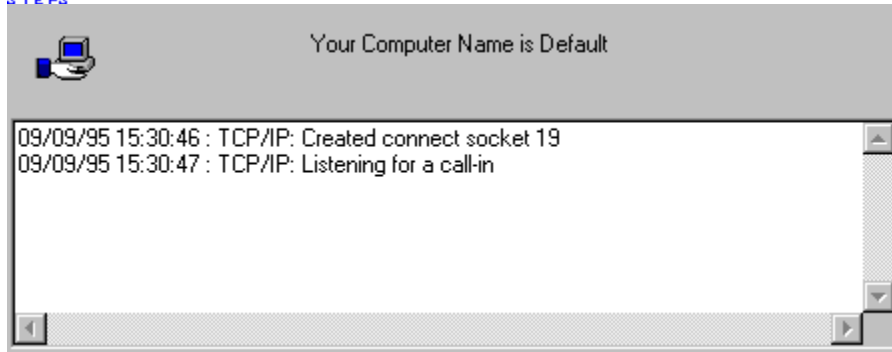 Your Computer Name is Default
09/09/95 15:30:46 : TCP/IP: Created connect socket 19
09/09/95 15:30:47 : TCP/IP: Listening for a call-in